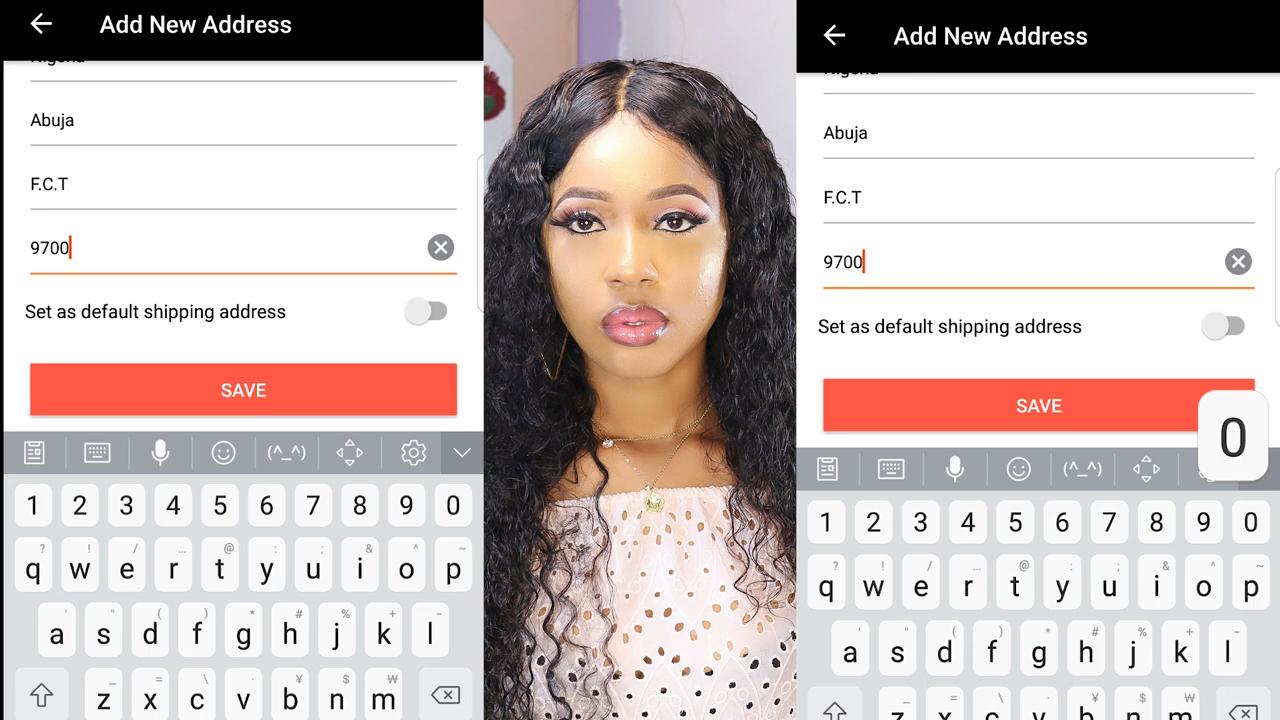 Add New Address
Nigeria
Abuja
F.C.T
9700
Set as default shipping address
SAVE
(^_^)
1 2 3 4 5 6 7 8 9 0
? ! / ... @ : ; & ^ ~
q w e r t y u i o p
' " ( ) * # % + -
a s d f g h j k l
_ = \ · ¥ $ ₩
z x c v b n m
Add New Address
Nigeria
Abuja
F.C.T
9700
Set as default shipping address
SAVE
0
(^_^)
1 2 3 4 5 6 7 8 9 0
? ! / ... @ : ; & ^ ~
q w e r t y u i o p
' " ( ) * # % + -
a s d f g h j k l
_ = \ · ¥ $ ₩
z x c v b n m